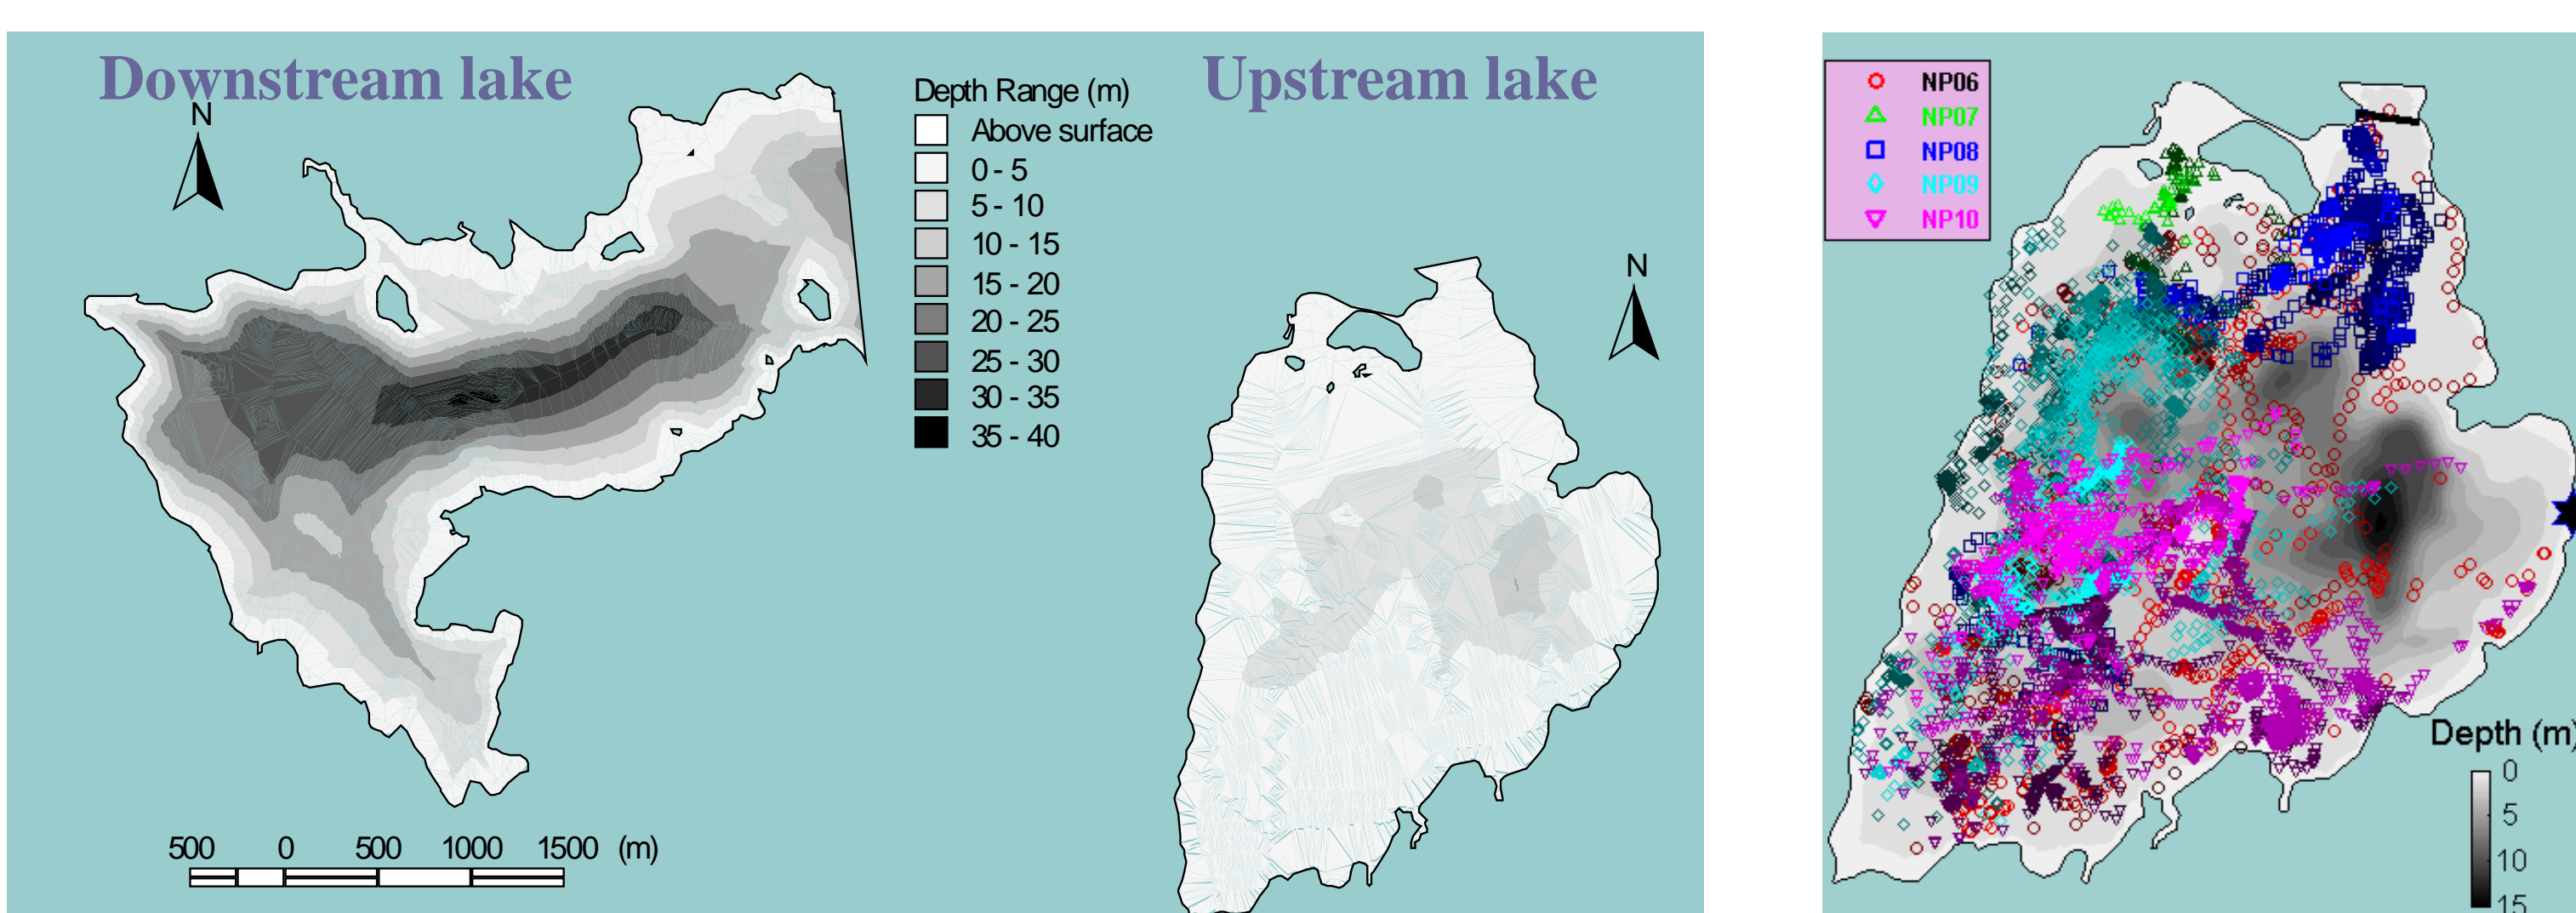 Downstream lake
N
Depth Range (m)
Above surface
0 - 5
5 - 10
10 - 15
15 - 20
20 - 25
25 - 30
30 - 35
35 - 40
500 0 500 1000 1500 (m)
Upstream lake
N
NP06
NP07
NP08
NP09
NP10
Depth (m)
0
5
10
15